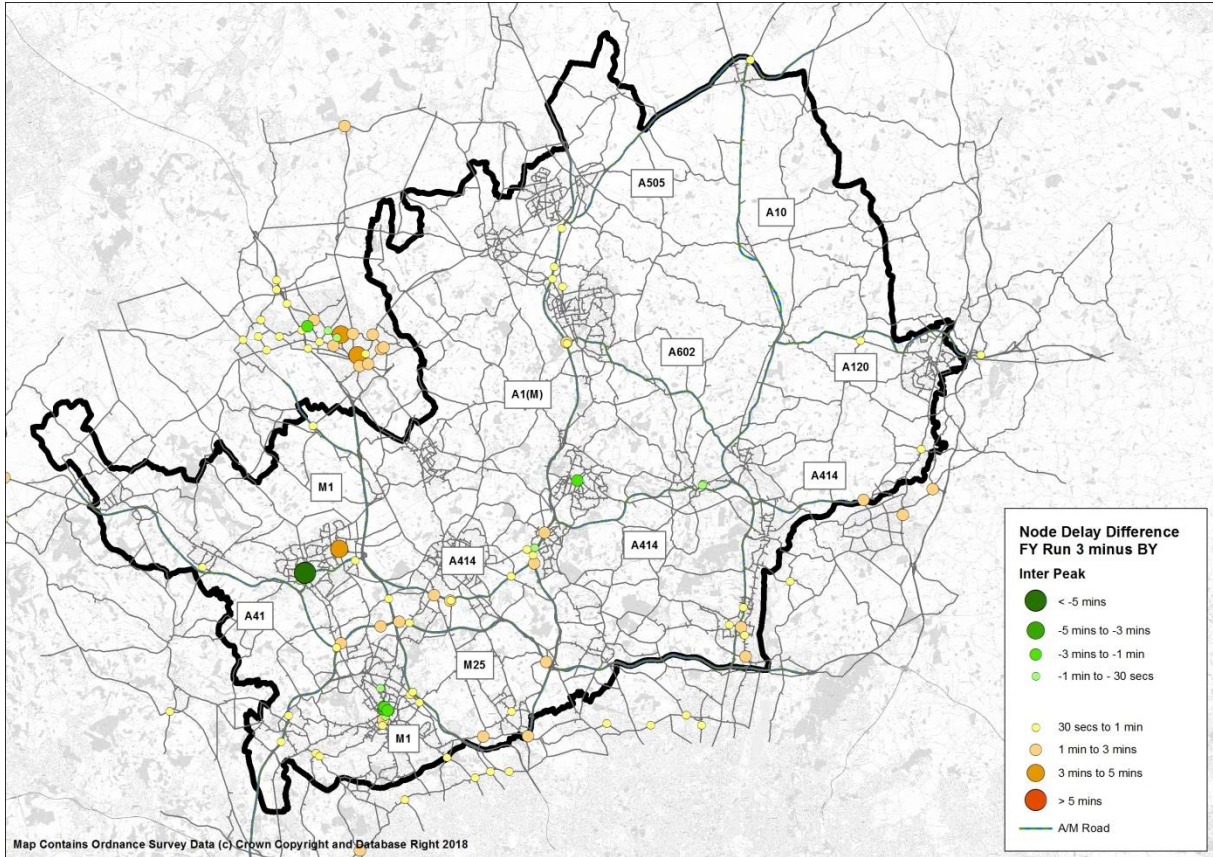 A505
A10
A602
A120
A1(M)
M1
A414
A414
A414
A41
M25
M1
Node Delay Difference
FY Run 3 minus BY
Inter Peak
< -5 mins
-5 mins to -3 mins
-3 mins to -1 min
-1 min to - 30 secs
30 secs to 1 min
1 min to 3 mins
3 mins to 5 mins
> 5 mins
A/M Road
Map Contains Ordnance Survey Data (c) Crown Copyright and Database Right 2018